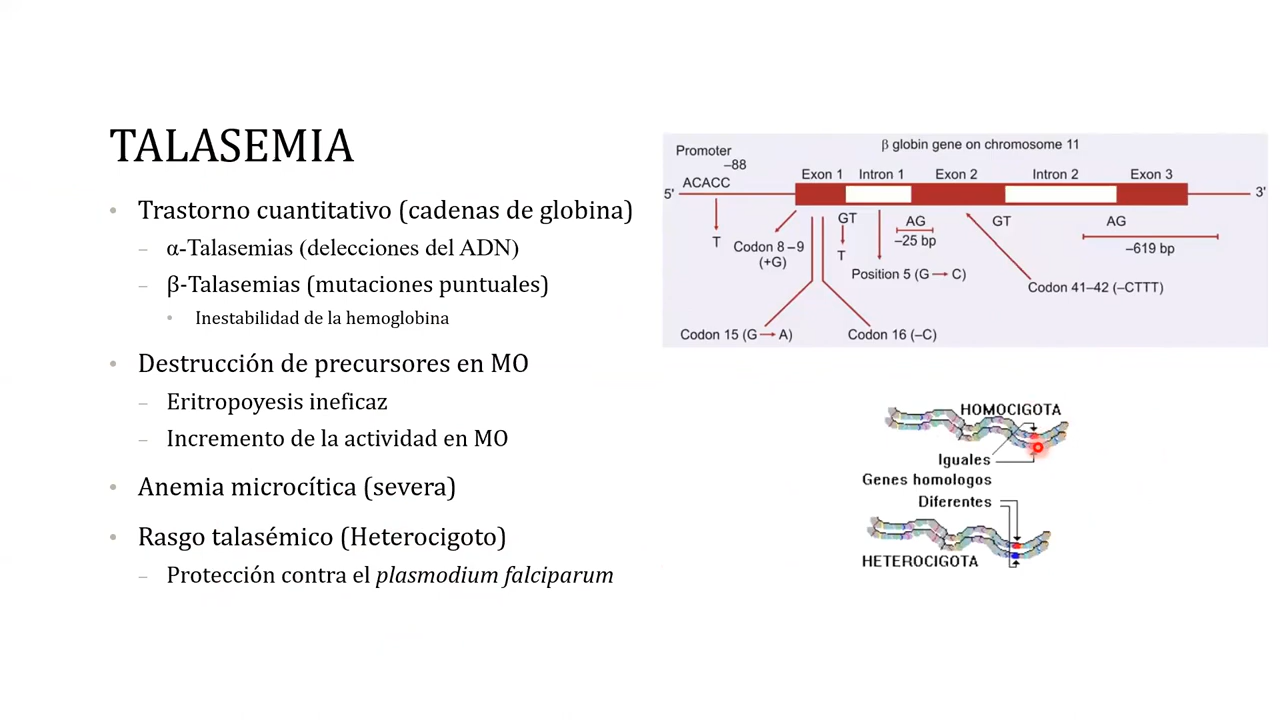 TALASEMIA
• Trastorno cuantitativo (cadenas de globina)
– α-Talasemias (delecciones del ADN)
– β-Talasemias (mutaciones puntuales)
• Inestabilidad de la hemoglobina
• Destrucción de precursores en MO
– Eritropoyesis ineficaz
– Incremento de la actividad en MO
• Anemia microcítica (severa)
• Rasgo talasémico (Heterocigoto)
– Protección contra el plasmodium falciparum
β globin gene on chromosome 11
Promoter
–88
Exon 1 Intron 1 Exon 2 Intron 2 Exon 3
ACACC
5' 3'
GT AG GT AG
T
Codon 8–9
(+G)
T
–25 bp
–619 bp
Position 5 (G → C)
Codon 41–42 (–CTTT)
Codon 15 (G → A)
Codon 16 (–C)
HOMOCIGOTA
Iguales
Genes homologos
Diferentes
HETEROCIGOTA